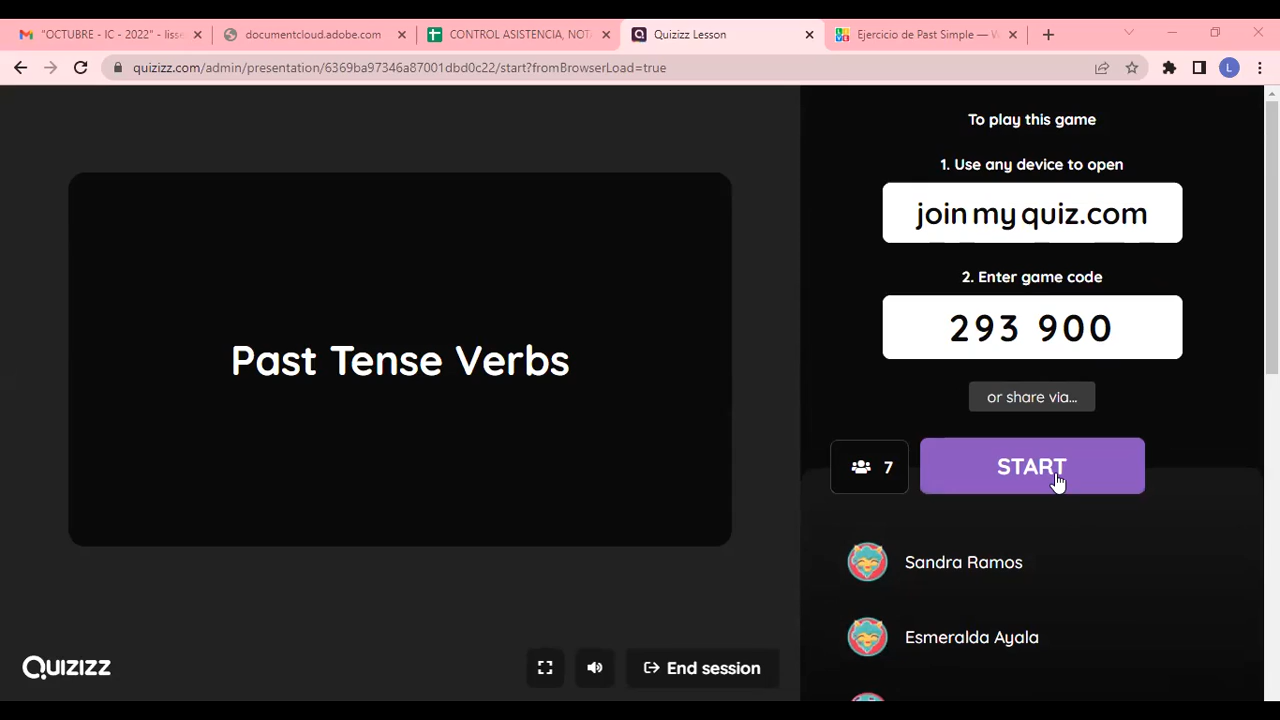 "OCTUBRE - IC - 2022" - liss
documentcloud.adobe.com
CONTROL ASISTENCIA, NOT
Quizizz Lesson
Ejercicio de Past Simple — W
quizizz.com/admin/presentation/6369ba97346a87001dbd0c22/start?fromBrowserLoad=true
L
Past Tense Verbs
To play this game
1. Use any device to open
joinmyquiz.com
2. Enter game code
293 900
or share via...
7
START
Sandra Ramos
Esmeralda Ayala
Quizizz
End session